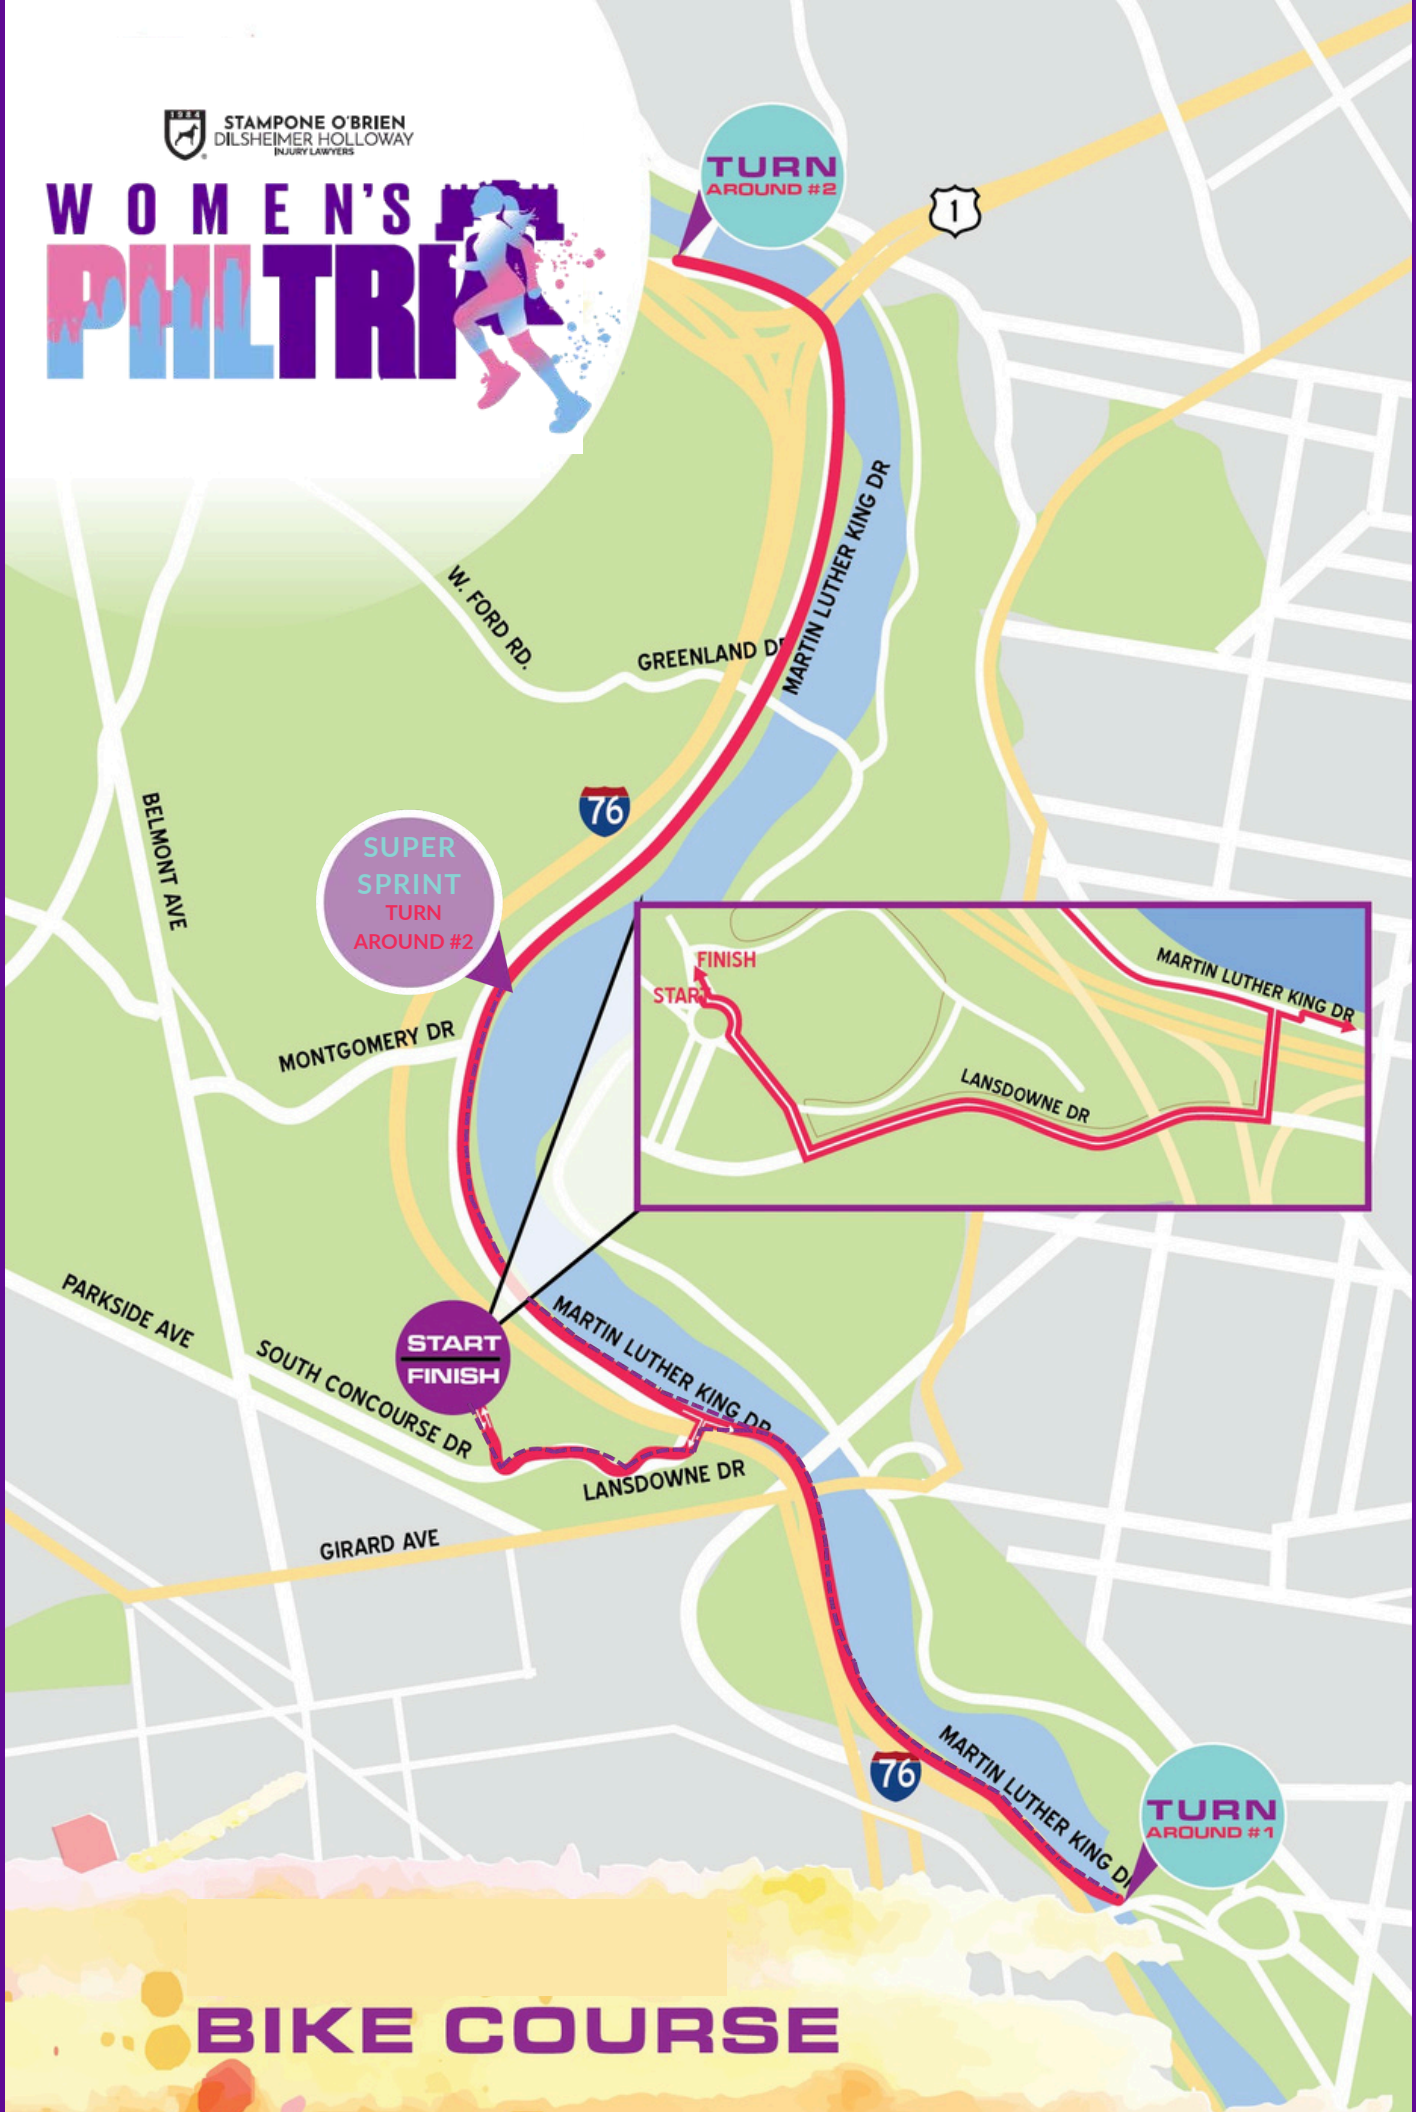 1984
STAMPONE O'BRIEN
DILSHEIMER HOLLOWAY
INJURY LAWYERS
WOMEN'S
PHLTRI
TURN
AROUND #2
1
MARTIN LUTHER KING DR
W. FORD RD.
GREENLAND DR
76
SUPER
SPRINT
TURN
AROUND #2
BELMONT AVE
MONTGOMERY DR
FINISH
START
MARTIN LUTHER KING DR
LANSDOWNE DR
PARKSIDE AVE
SOUTH CONCOURSE DR
START
FINISH
MARTIN LUTHER KING DR
LANSDOWNE DR
GIRARD AVE
76
MARTIN LUTHER KING DR
TURN
AROUND #1
BIKE COURSE